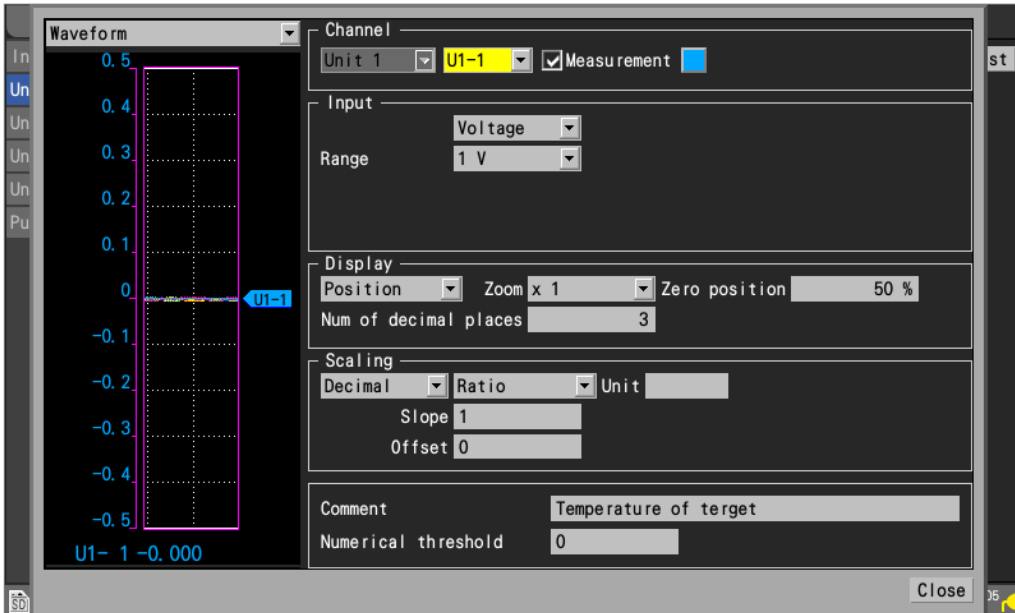 Waveform
0.5
0.4
0.3
0.2
0.1
0
-0.1
-0.2
-0.3
-0.4
-0.5
U1-1
U1- 1 -0.000
Channel
Unit 1 U1-1 Measurement
Input
Voltage
Range 1 V
Display
Position Zoom x 1 Zero position 50 %
Num of decimal places 3
Scaling
Decimal Ratio Unit
Slope 1
Offset 0
Comment Temperature of terget
Numerical threshold 0
Close
In
Un
Un
Un
Un
Pu
st
SD
05